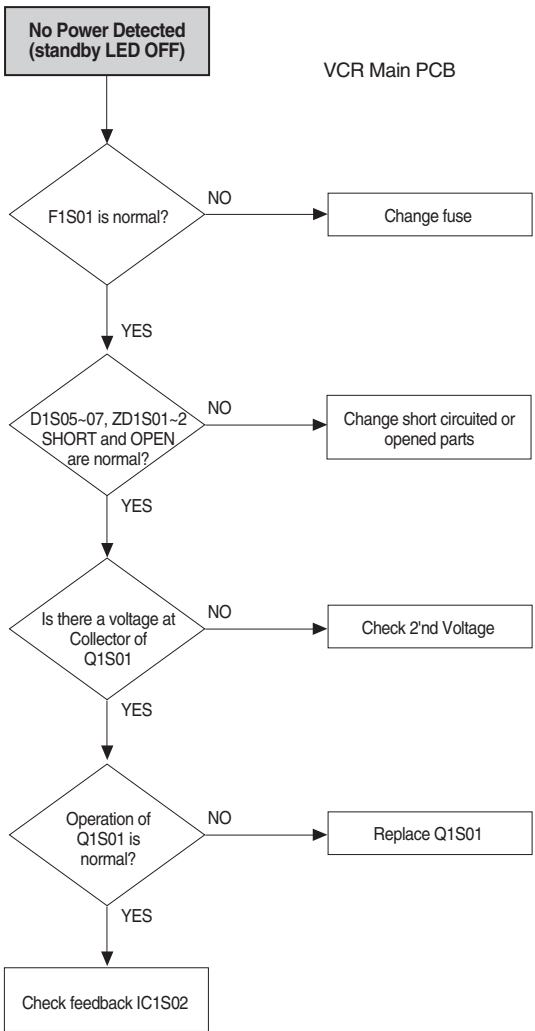 No Power Detected
(standby LED OFF)
VCR Main PCB
F1S01 is normal?
NO
Change fuse
YES
D1S05~07, ZD1S01~2
SHORT and OPEN
are normal?
NO
Change short circuited or
opened parts
YES
Is there a voltage at
Collector of
Q1S01
NO
Check 2'nd Voltage
YES
Operation of
Q1S01 is
normal?
NO
Replace Q1S01
YES
Check feedback IC1S02